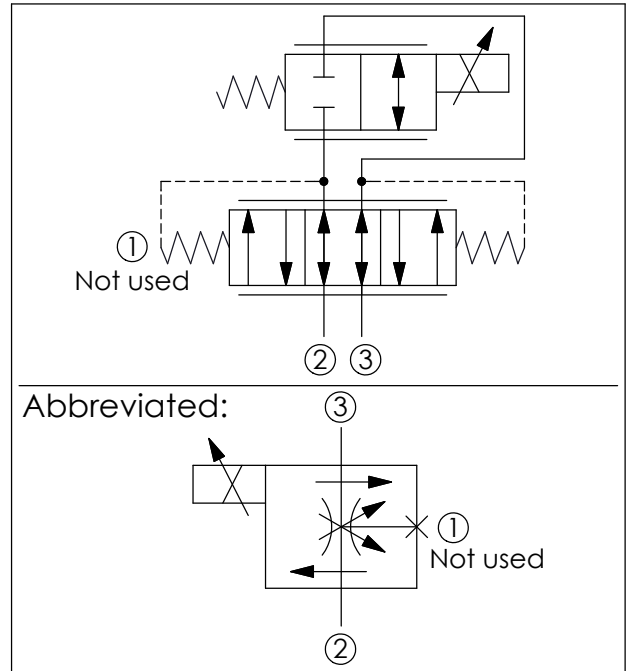 ①
Not used
② ③
Abbreviated:
③
①
Not used
②